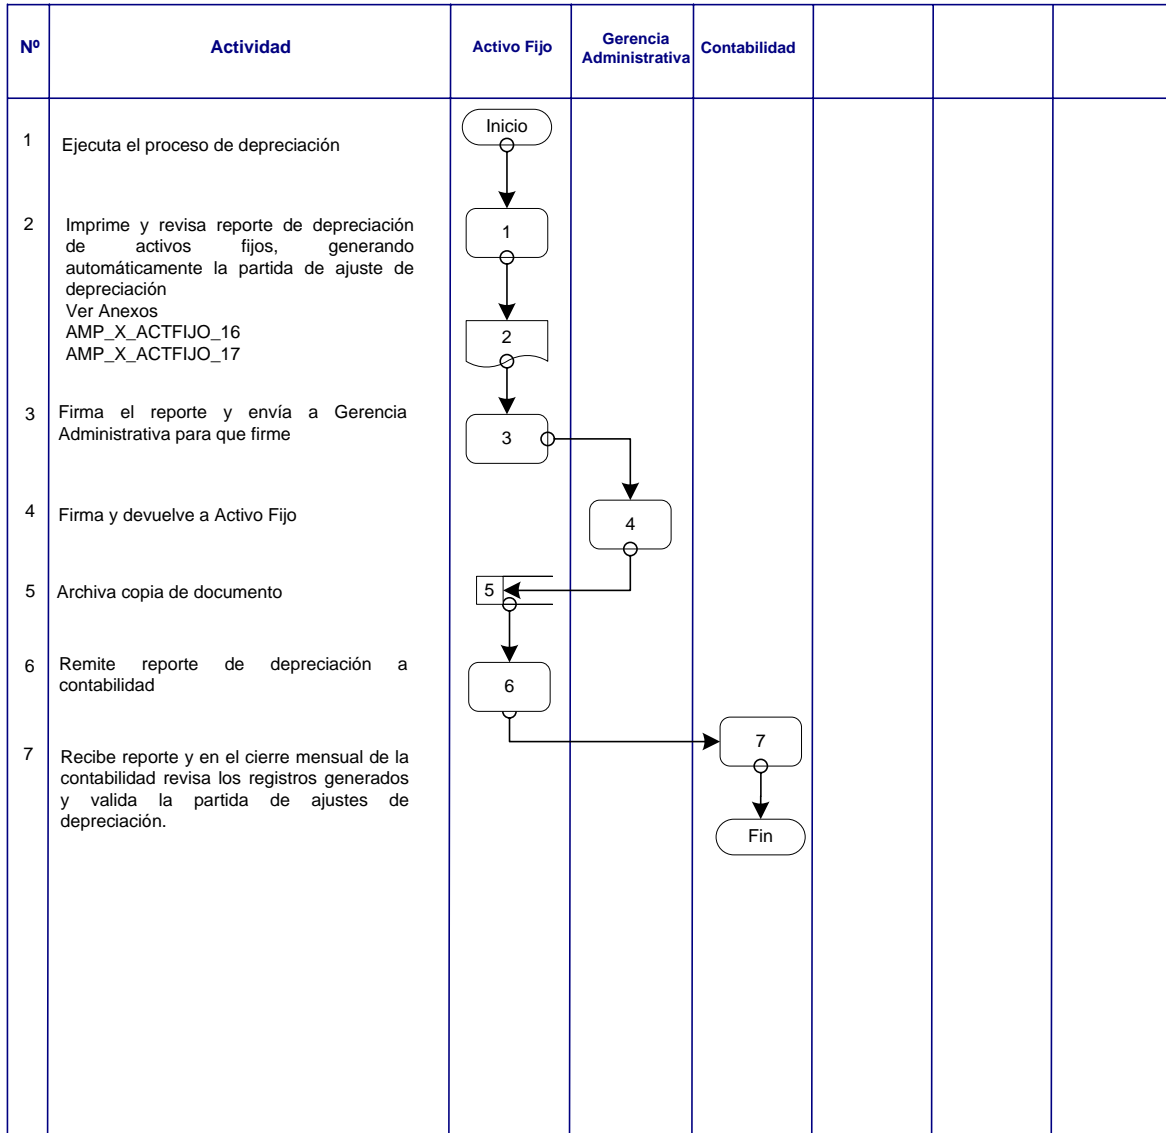 Nº
Actividad
Activo Fijo
Gerencia
Administrativa
Contabilidad
1
Ejecuta el proceso de depreciación
Inicio
2
Imprime y revisa reporte de depreciación
de activos fijos, generando
automáticamente la partida de ajuste de
depreciación
Ver Anexos
AMP_X_ACTFIJO_16
AMP_X_ACTFIJO_17
1
2
3
Firma el reporte y envía a Gerencia
Administrativa para que firme
3
4
Firma y devuelve a Activo Fijo
4
5
Archiva copia de documento
5
6
Remite reporte de depreciación a
contabilidad
6
7
Recibe reporte y en el cierre mensual de la
contabilidad revisa los registros generados
y valida la partida de ajustes de
depreciación.
7
Fin